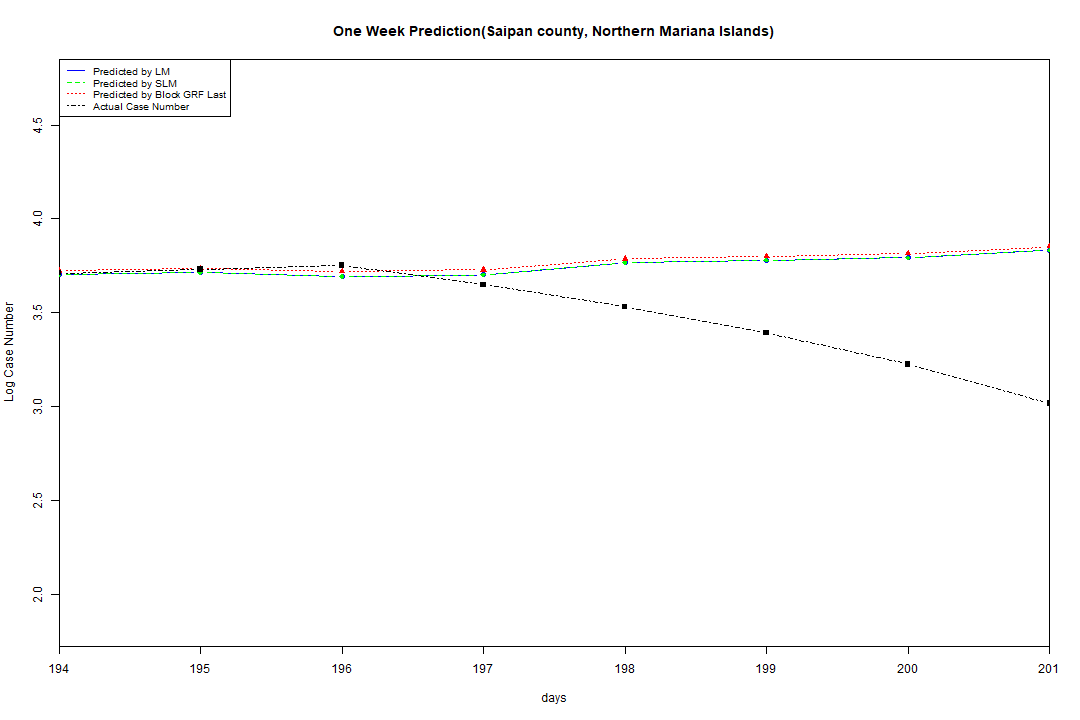 One Week Prediction(Saipan county, Northern Mariana Islands)
Predicted by LM
Predicted by SLM
Predicted by Block GRF Last
Actual Case Number
4.5
4.0
3.5
3.0
2.5
2.0
Log Case Number
194 195 196 197 198 199 200 201
days